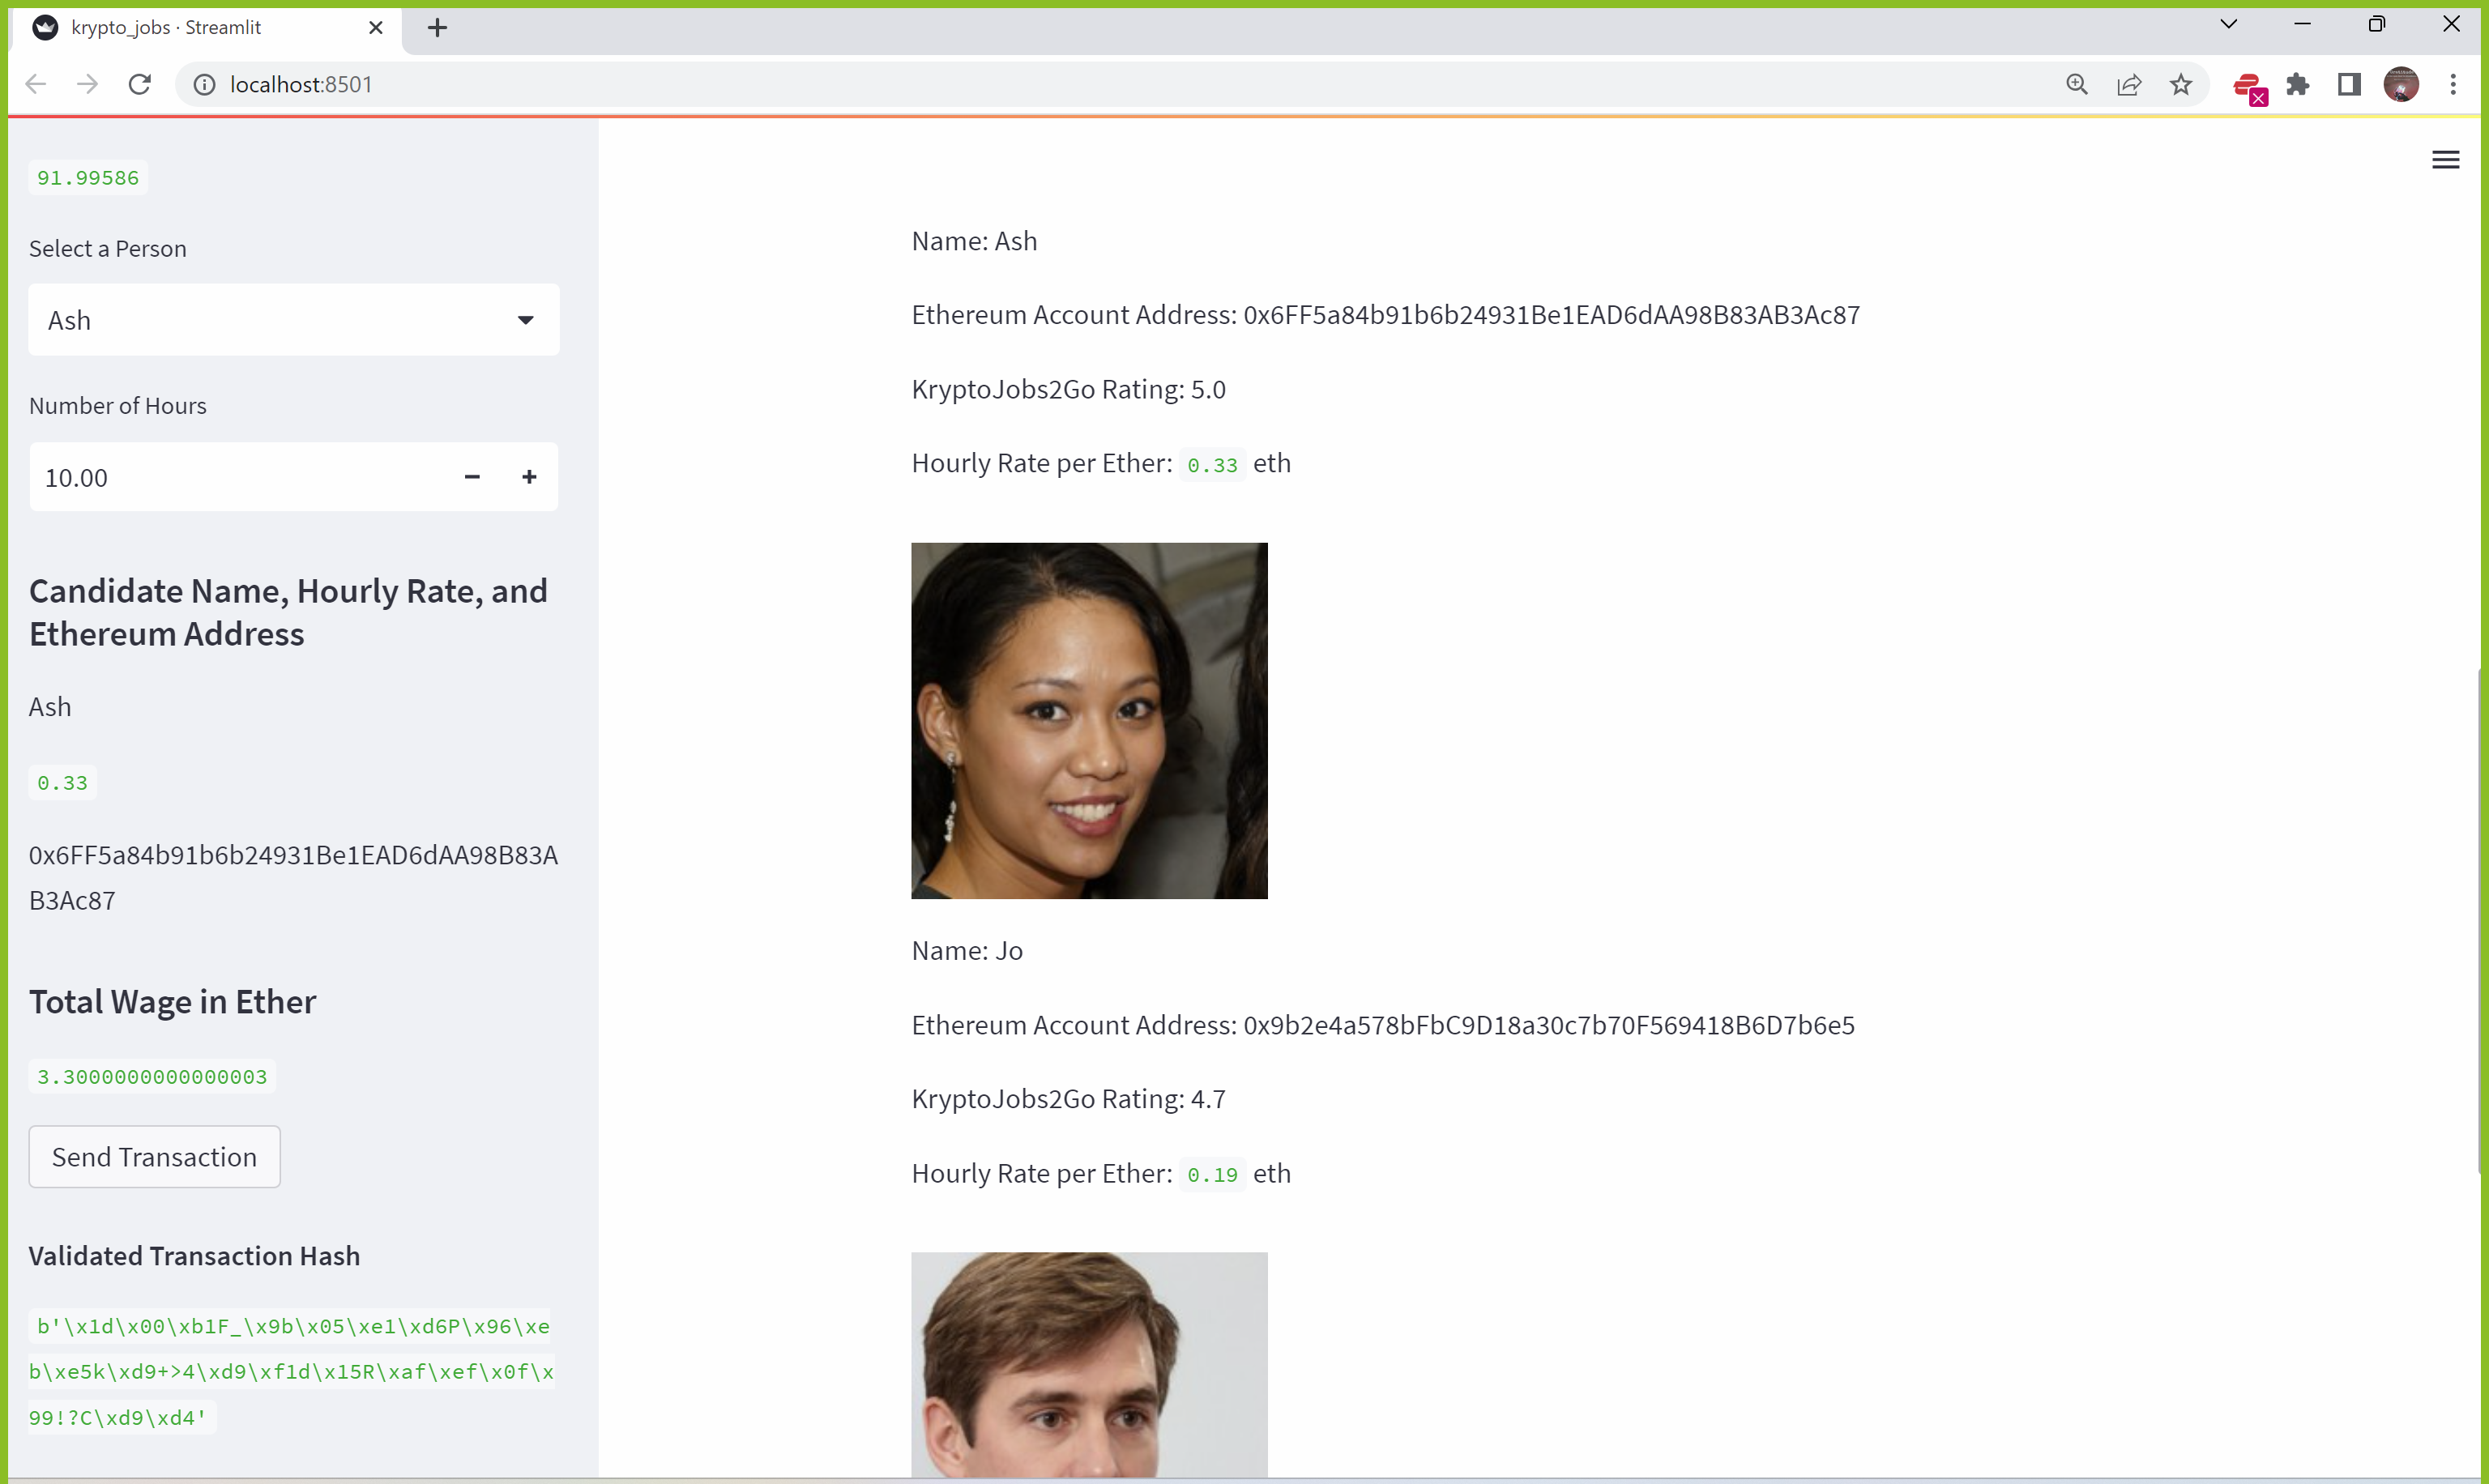 krypto_jobs · Streamlit
localhost:8501
91.99586
Select a Person
Ash
Number of Hours
10.00
Candidate Name, Hourly Rate, and
Ethereum Address
Ash
0.33
0x6FF5a84b91b6b24931Be1EAD6dAA98B83A
B3Ac87
Total Wage in Ether
3.3000000000000003
Send Transaction
Validated Transaction Hash
b'\x1d\x00\xb1F_\x9b\x05\xe1\xd6P\x96\xe
b\xe5k\xd9+>4\xd9\xf1d\x15R\xaf\xef\x0f\x
99!?C\xd9\xd4'
Name: Ash
Ethereum Account Address: 0x6FF5a84b91b6b24931Be1EAD6dAA98B83AB3Ac87
KryptoJobs2Go Rating: 5.0
Hourly Rate per Ether: 0.33 eth
Name: Jo
Ethereum Account Address: 0x9b2e4a578bFbC9D18a30c7b70F569418B6D7b6e5
KryptoJobs2Go Rating: 4.7
Hourly Rate per Ether: 0.19 eth